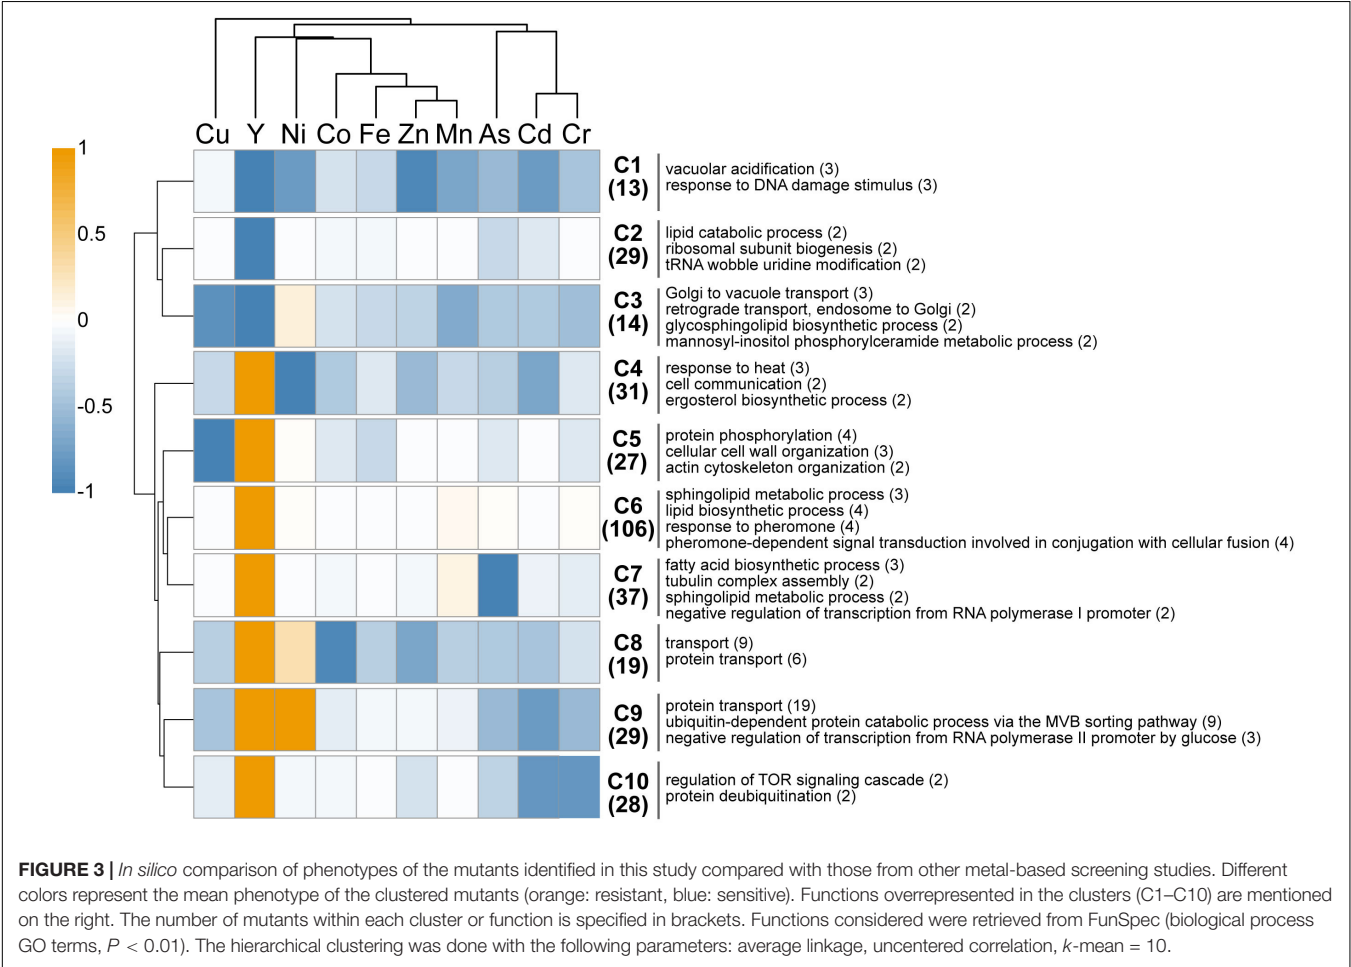 Cu Y Ni Co Fe Zn Mn As Cd Cr
1
0.5
0
-0.5
-1
C1
(13)
vacuolar acidification (3)
response to DNA damage stimulus (3)
C2
(29)
lipid catabolic process (2)
ribosomal subunit biogenesis (2)
tRNA wobble uridine modification (2)
C3
(14)
Golgi to vacuole transport (3)
retrograde transport, endosome to Golgi (2)
glycosphingolipid biosynthetic process (2)
mannosyl-inositol phosphorylceramide metabolic process (2)
C4
(31)
response to heat (3)
cell communication (2)
ergosterol biosynthetic process (2)
C5
(27)
protein phosphorylation (4)
cellular cell wall organization (3)
actin cytoskeleton organization (2)
C6
(106)
sphingolipid metabolic process (3)
lipid biosynthetic process (4)
response to pheromone (4)
pheromone-dependent signal transduction involved in conjugation with cellular fusion (4)
C7
(37)
fatty acid biosynthetic process (3)
tubulin complex assembly (2)
sphingolipid metabolic process (2)
negative regulation of transcription from RNA polymerase I promoter (2)
C8
(19)
transport (9)
protein transport (6)
C9
(29)
protein transport (19)
ubiquitin-dependent protein catabolic process via the MVB sorting pathway (9)
negative regulation of transcription from RNA polymerase II promoter by glucose (3)
C10
(28)
regulation of TOR signaling cascade (2)
protein deubiquitination (2)
FIGURE 3 | In silico comparison of phenotypes of the mutants identified in this study compared with those from other metal-based screening studies. Different
colors represent the mean phenotype of the clustered mutants (orange: resistant, blue: sensitive). Functions overrepresented in the clusters (C1–C10) are mentioned
on the right. The number of mutants within each cluster or function is specified in brackets. Functions considered were retrieved from FunSpec (biological process
GO terms, P < 0.01). The hierarchical clustering was done with the following parameters: average linkage, uncentered correlation, k-mean = 10.